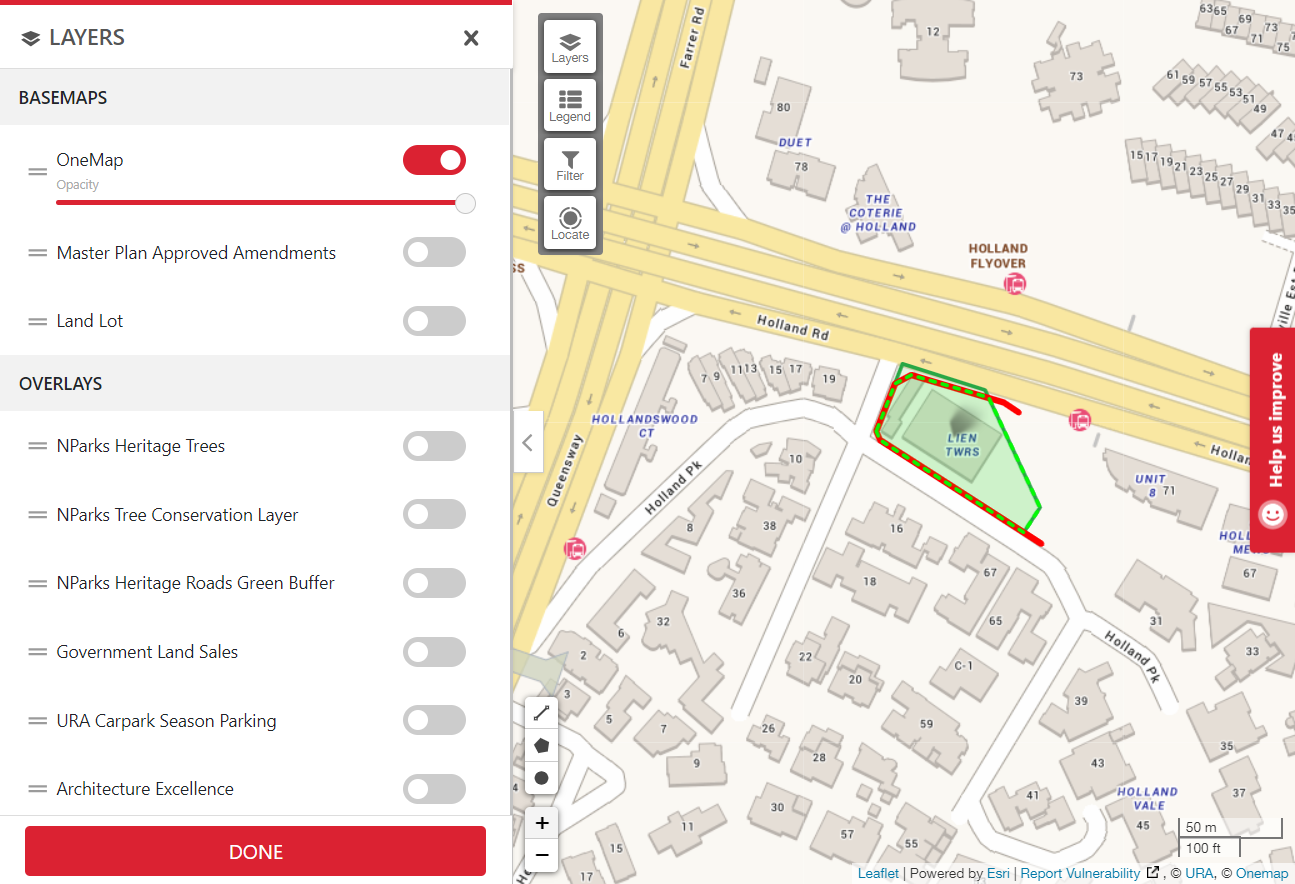 LAYERS
BASEMAPS
OneMap
Opacity
Master Plan Approved Amendments
Land Lot
OVERLAYS
NParks Heritage Trees
NParks Tree Conservation Layer
NParks Heritage Roads Green Buffer
Government Land Sales
URA Carpark Season Parking
Architecture Excellence
DONE
Layers
Legend
Filter
Locate
Farrer Rd
12
73
6365
67
69
71
73
75
61
59
57
55
53
51
49
47
80
DUET
78
THE
COTERIE
@ HOLLAND
HOLLAND
FLYOVER
15
17
19
21
23
25
27
29
31
33
35
SS
Holland Rd
7
9
11
13
15
17
19
HOLLANDSWOOD
CT
LIEN
TWRS
Queensway
Holland Pk
10
8
38
36
16
18
67
65
UNIT
8
71
67
Help us improve
32
6
2
3
5
7
9
22
20
C-1
59
26
28
30
11
15
17
57
55
Holland Pk
31
33
39
35
43
41
37
HOLLAND
VALE
45
+
−
50 m
100 ft
Leaflet | Powered by Esri | Report Vulnerability , © URA, © Onemap